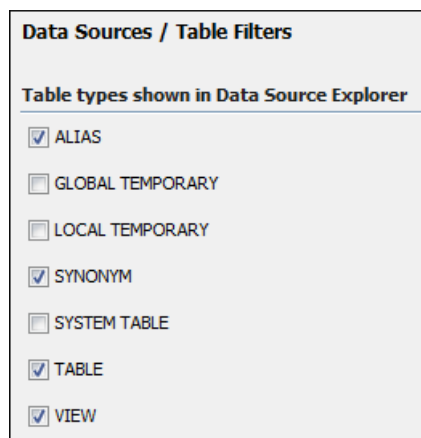 Data Sources / Table Filters
Table types shown in Data Source Explorer
ALIAS
GLOBAL TEMPORARY
LOCAL TEMPORARY
SYNONYM
SYSTEM TABLE
TABLE
VIEW